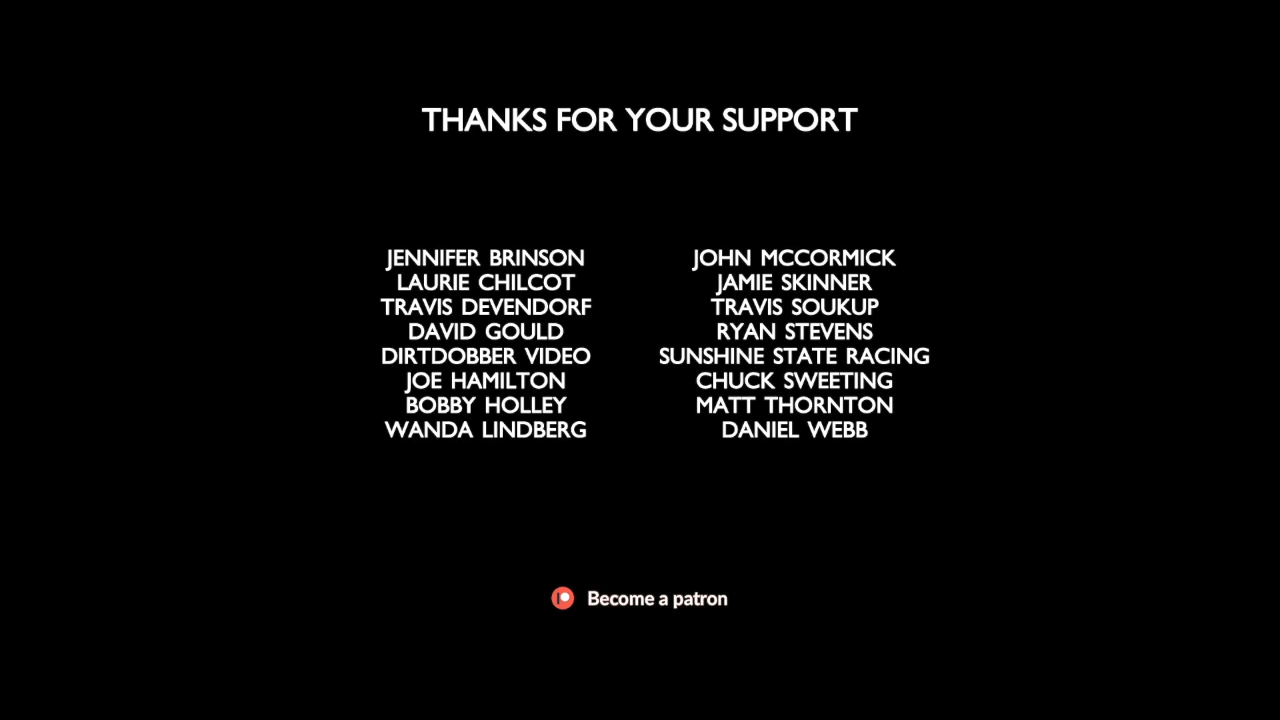 THANKS FOR YOUR SUPPORT
JENNIFER BRINSON
LAURIE CHILCOT
TRAVIS DEVENDORF
DAVID GOULD
DIRTDOBBER VIDEO
JOE HAMILTON
BOBBY HOLLEY
WANDA LINDBERG
JOHN MCCORMICK
JAMIE SKINNER
TRAVIS SOUKUP
RYAN STEVENS
SUNSHINE STATE RACING
CHUCK SWEETING
MATT THORNTON
DANIEL WEBB
Become a patron